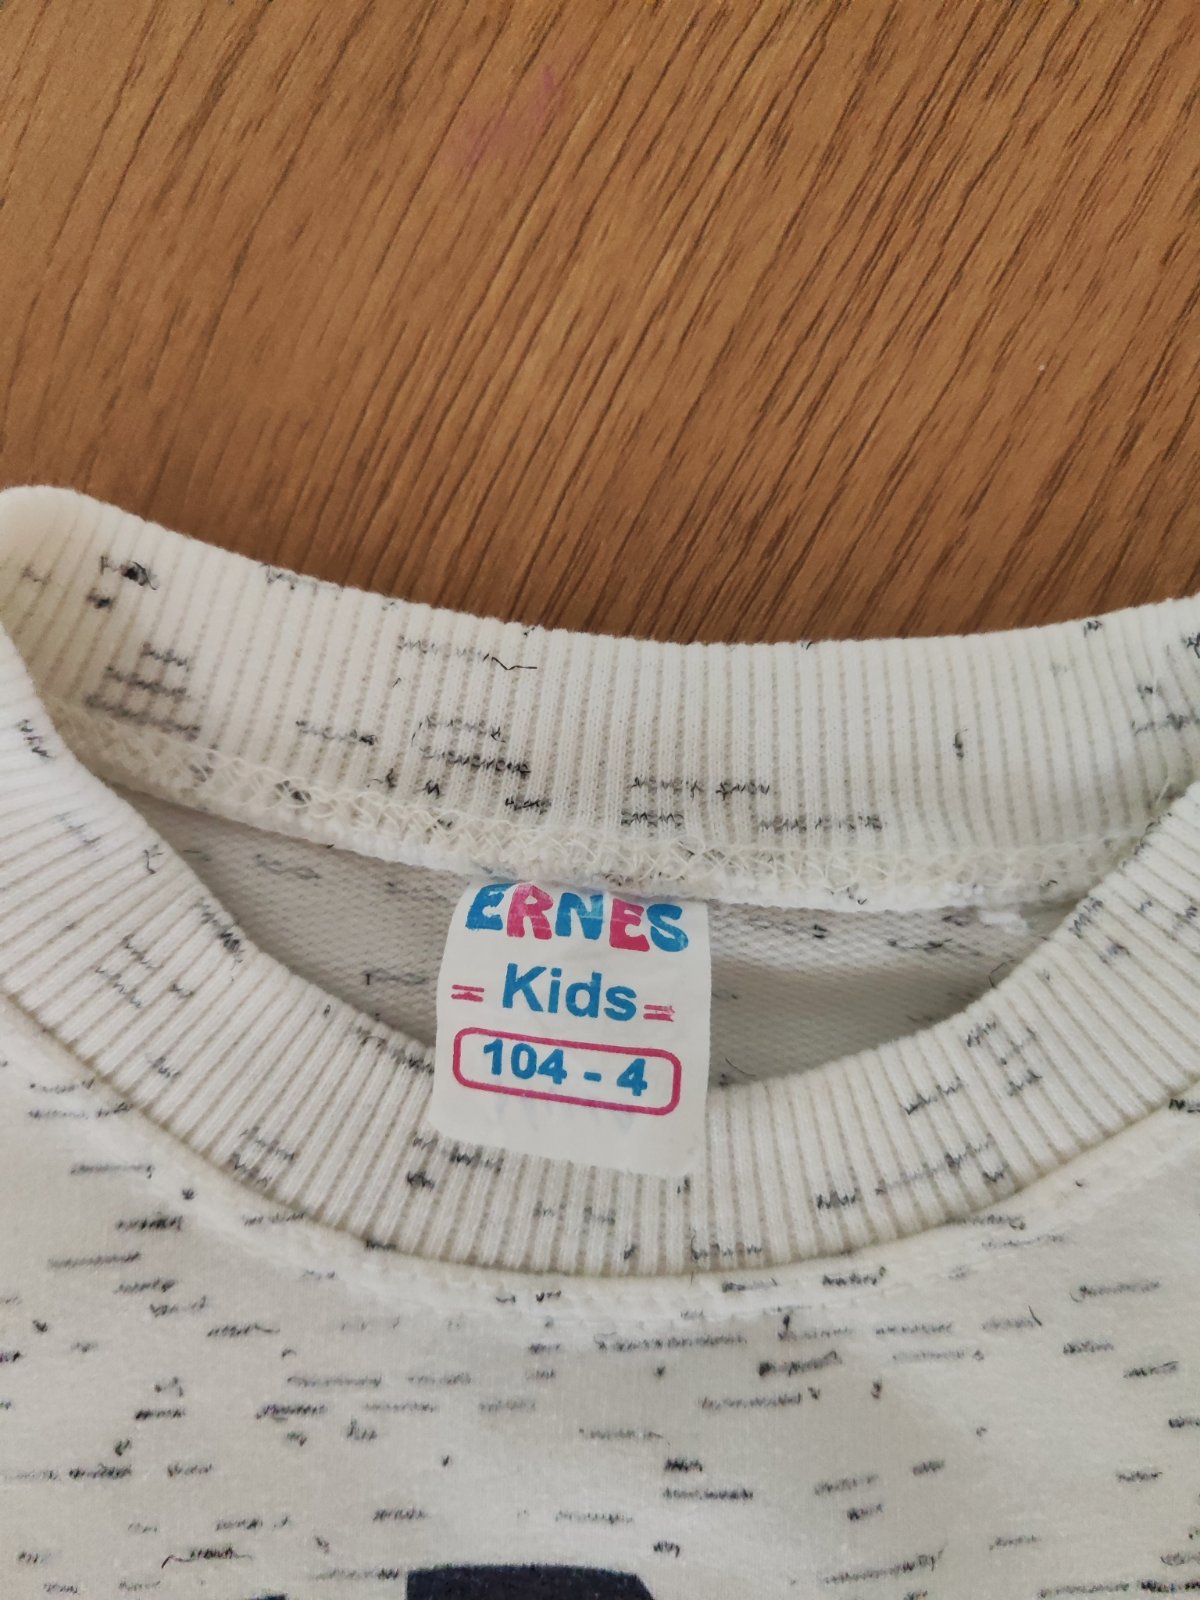 ERNES
= Kids =
104 - 4